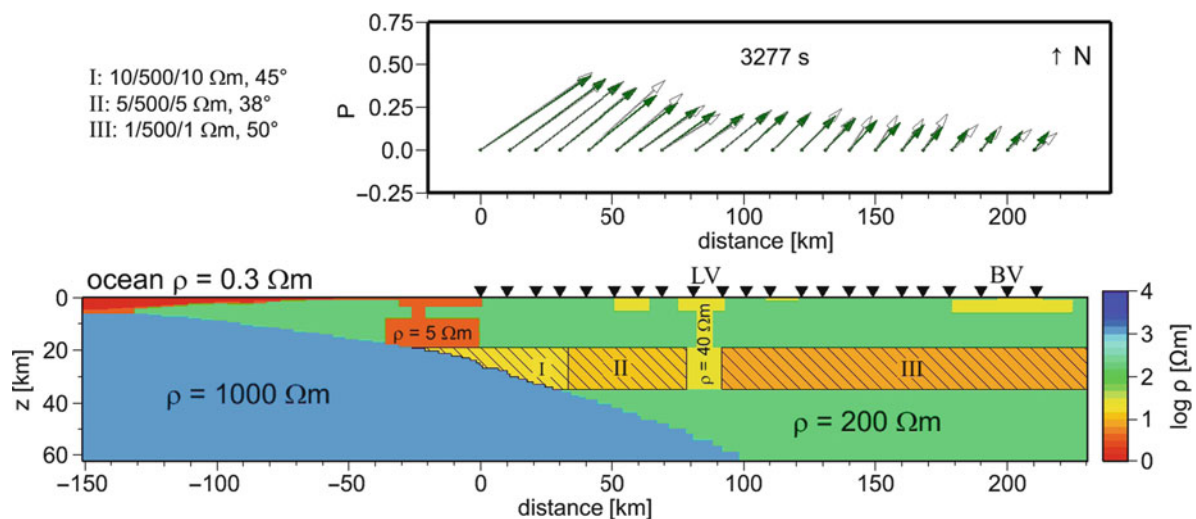 I: 10/500/10 Ωm, 45°
II: 5/500/5 Ωm, 38°
III: 1/500/1 Ωm, 50°
0.75
0.50
0.25
0.0
−0.25
P
3277 s
↑ N
0 50 100 150 200
distance [km]
ocean ρ = 0.3 Ωm
LV
BV
0
20
40
60
z [km]
ρ = 5 Ωm
I
II
ρ = 40 Ωm
III
ρ = 1000 Ωm
ρ = 200 Ωm
−150 −100 −50 0 50 100 150 200
distance [km]
4
3
2
1
0
log ρ [Ωm]